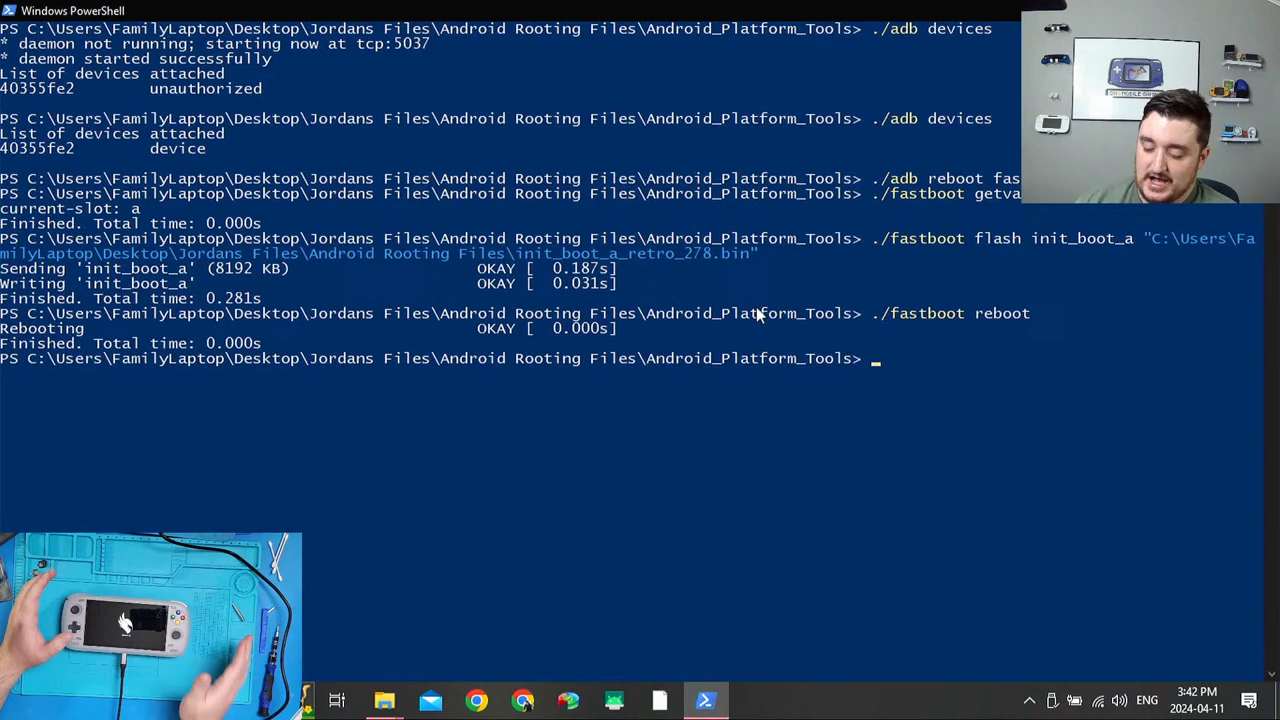 Windows PowerShell
PS C:\Users\FamilyLaptop\Desktop\Jordans Files\Android Rooting Files\Android_Platform_Tools> ./adb devices
* daemon not running; starting now at tcp:5037
* daemon started successfully
List of devices attached
40355fe2 unauthorized
PS C:\Users\FamilyLaptop\Desktop\Jordans Files\Android Rooting Files\Android_Platform_Tools> ./adb devices
List of devices attached
40355fe2 device
PS C:\Users\FamilyLaptop\Desktop\Jordans Files\Android Rooting Files\Android_Platform_Tools> ./adb reboot fas
PS C:\Users\FamilyLaptop\Desktop\Jordans Files\Android Rooting Files\Android_Platform_Tools> ./fastboot getva
current-slot: a
Finished. Total time: 0.000s
PS C:\Users\FamilyLaptop\Desktop\Jordans Files\Android Rooting Files\Android_Platform_Tools> ./fastboot flash init_boot_a "C:\Users\Fa
milyLaptop\Desktop\Jordans Files\Android Rooting Files\init_boot_a_retro_278.bin"
Sending 'init_boot_a' (8192 KB) OKAY [ 0.187s]
Writing 'init_boot_a' OKAY [ 0.031s]
Finished. Total time: 0.281s
PS C:\Users\FamilyLaptop\Desktop\Jordans Files\Android Rooting Files\Android_Platform_Tools> ./fastboot reboot
Rebooting OKAY [ 0.000s]
Finished. Total time: 0.000s
PS C:\Users\FamilyLaptop\Desktop\Jordans Files\Android Rooting Files\Android_Platform_Tools>
ENG
3:42 PM
2024-04-11